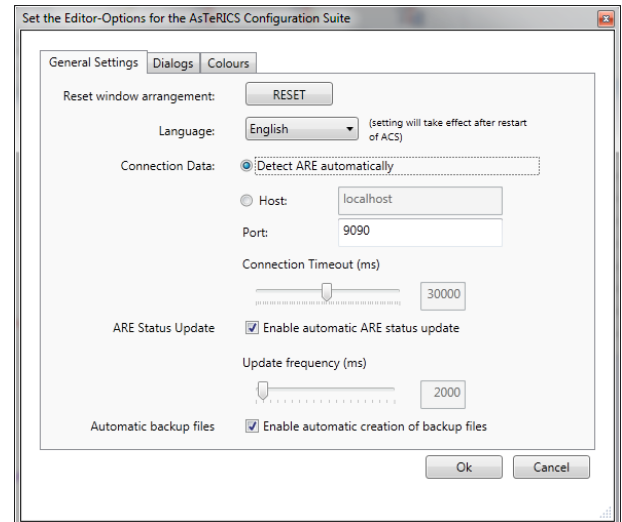 Set the Editor-Options for the AsTeRICS Configuration Suite
General Settings Dialogs Colours
Reset window arrangement: RESET
Language: English (setting will take effect after restart
of ACS)
Connection Data: Detect ARE automatically
Host: localhost
Port: 9090
Connection Timeout (ms)
30000
ARE Status Update Enable automatic ARE status update
Update frequency (ms)
2000
Automatic backup files Enable automatic creation of backup files
Ok Cancel